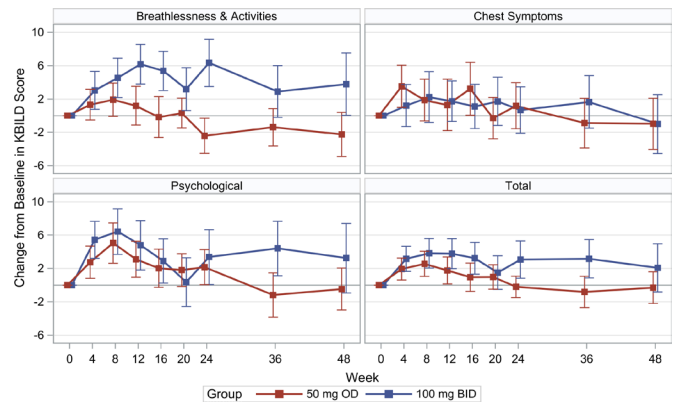 Breathlessness & Activities
Chest Symptoms
10
6
2
-2
-6
Psychological
Total
10
6
2
-2
-6
0 4 8 12 16 20 24 36 48
0 4 8 12 16 20 24 36 48
Change from Baseline in KBILD Score
Week
Group 50 mg OD 100 mg BID